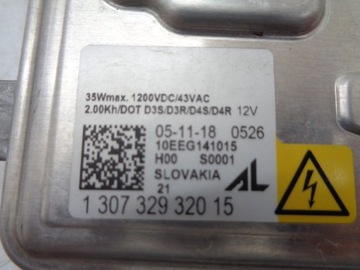 35Wmax. 1200VDC/43VAC
2.00Kh/DOT D3S/D3R/D4S/D4R 12V
05-11-18 0526
10EEG141015
H00 S0001
SLOVAKIA
21
AL
1 307 329 320 15